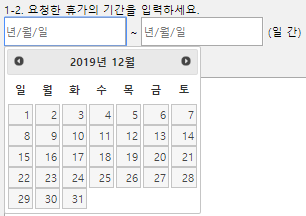 1-2. 요청한 휴가의 기간을 입력하세요.
년/월/일 ~ 년/월/일 (일 간)
2019년 12월
일 월 화 수 목 금 토
1 2 3 4 5 6 7
8 9 10 11 12 13 14
15 16 17 18 19 20 21
22 23 24 25 26 27 28
29 30 31